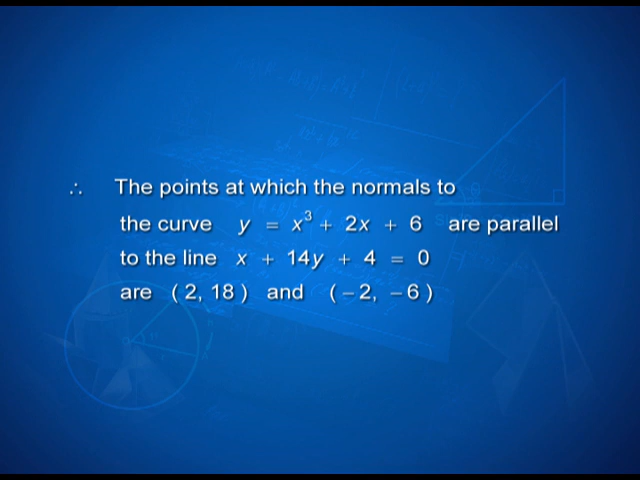 ∴ The points at which the normals to
the curve y = x³ + 2x + 6 are parallel
to the line x + 14y + 4 = 0
are (2, 18) and (−2, −6)